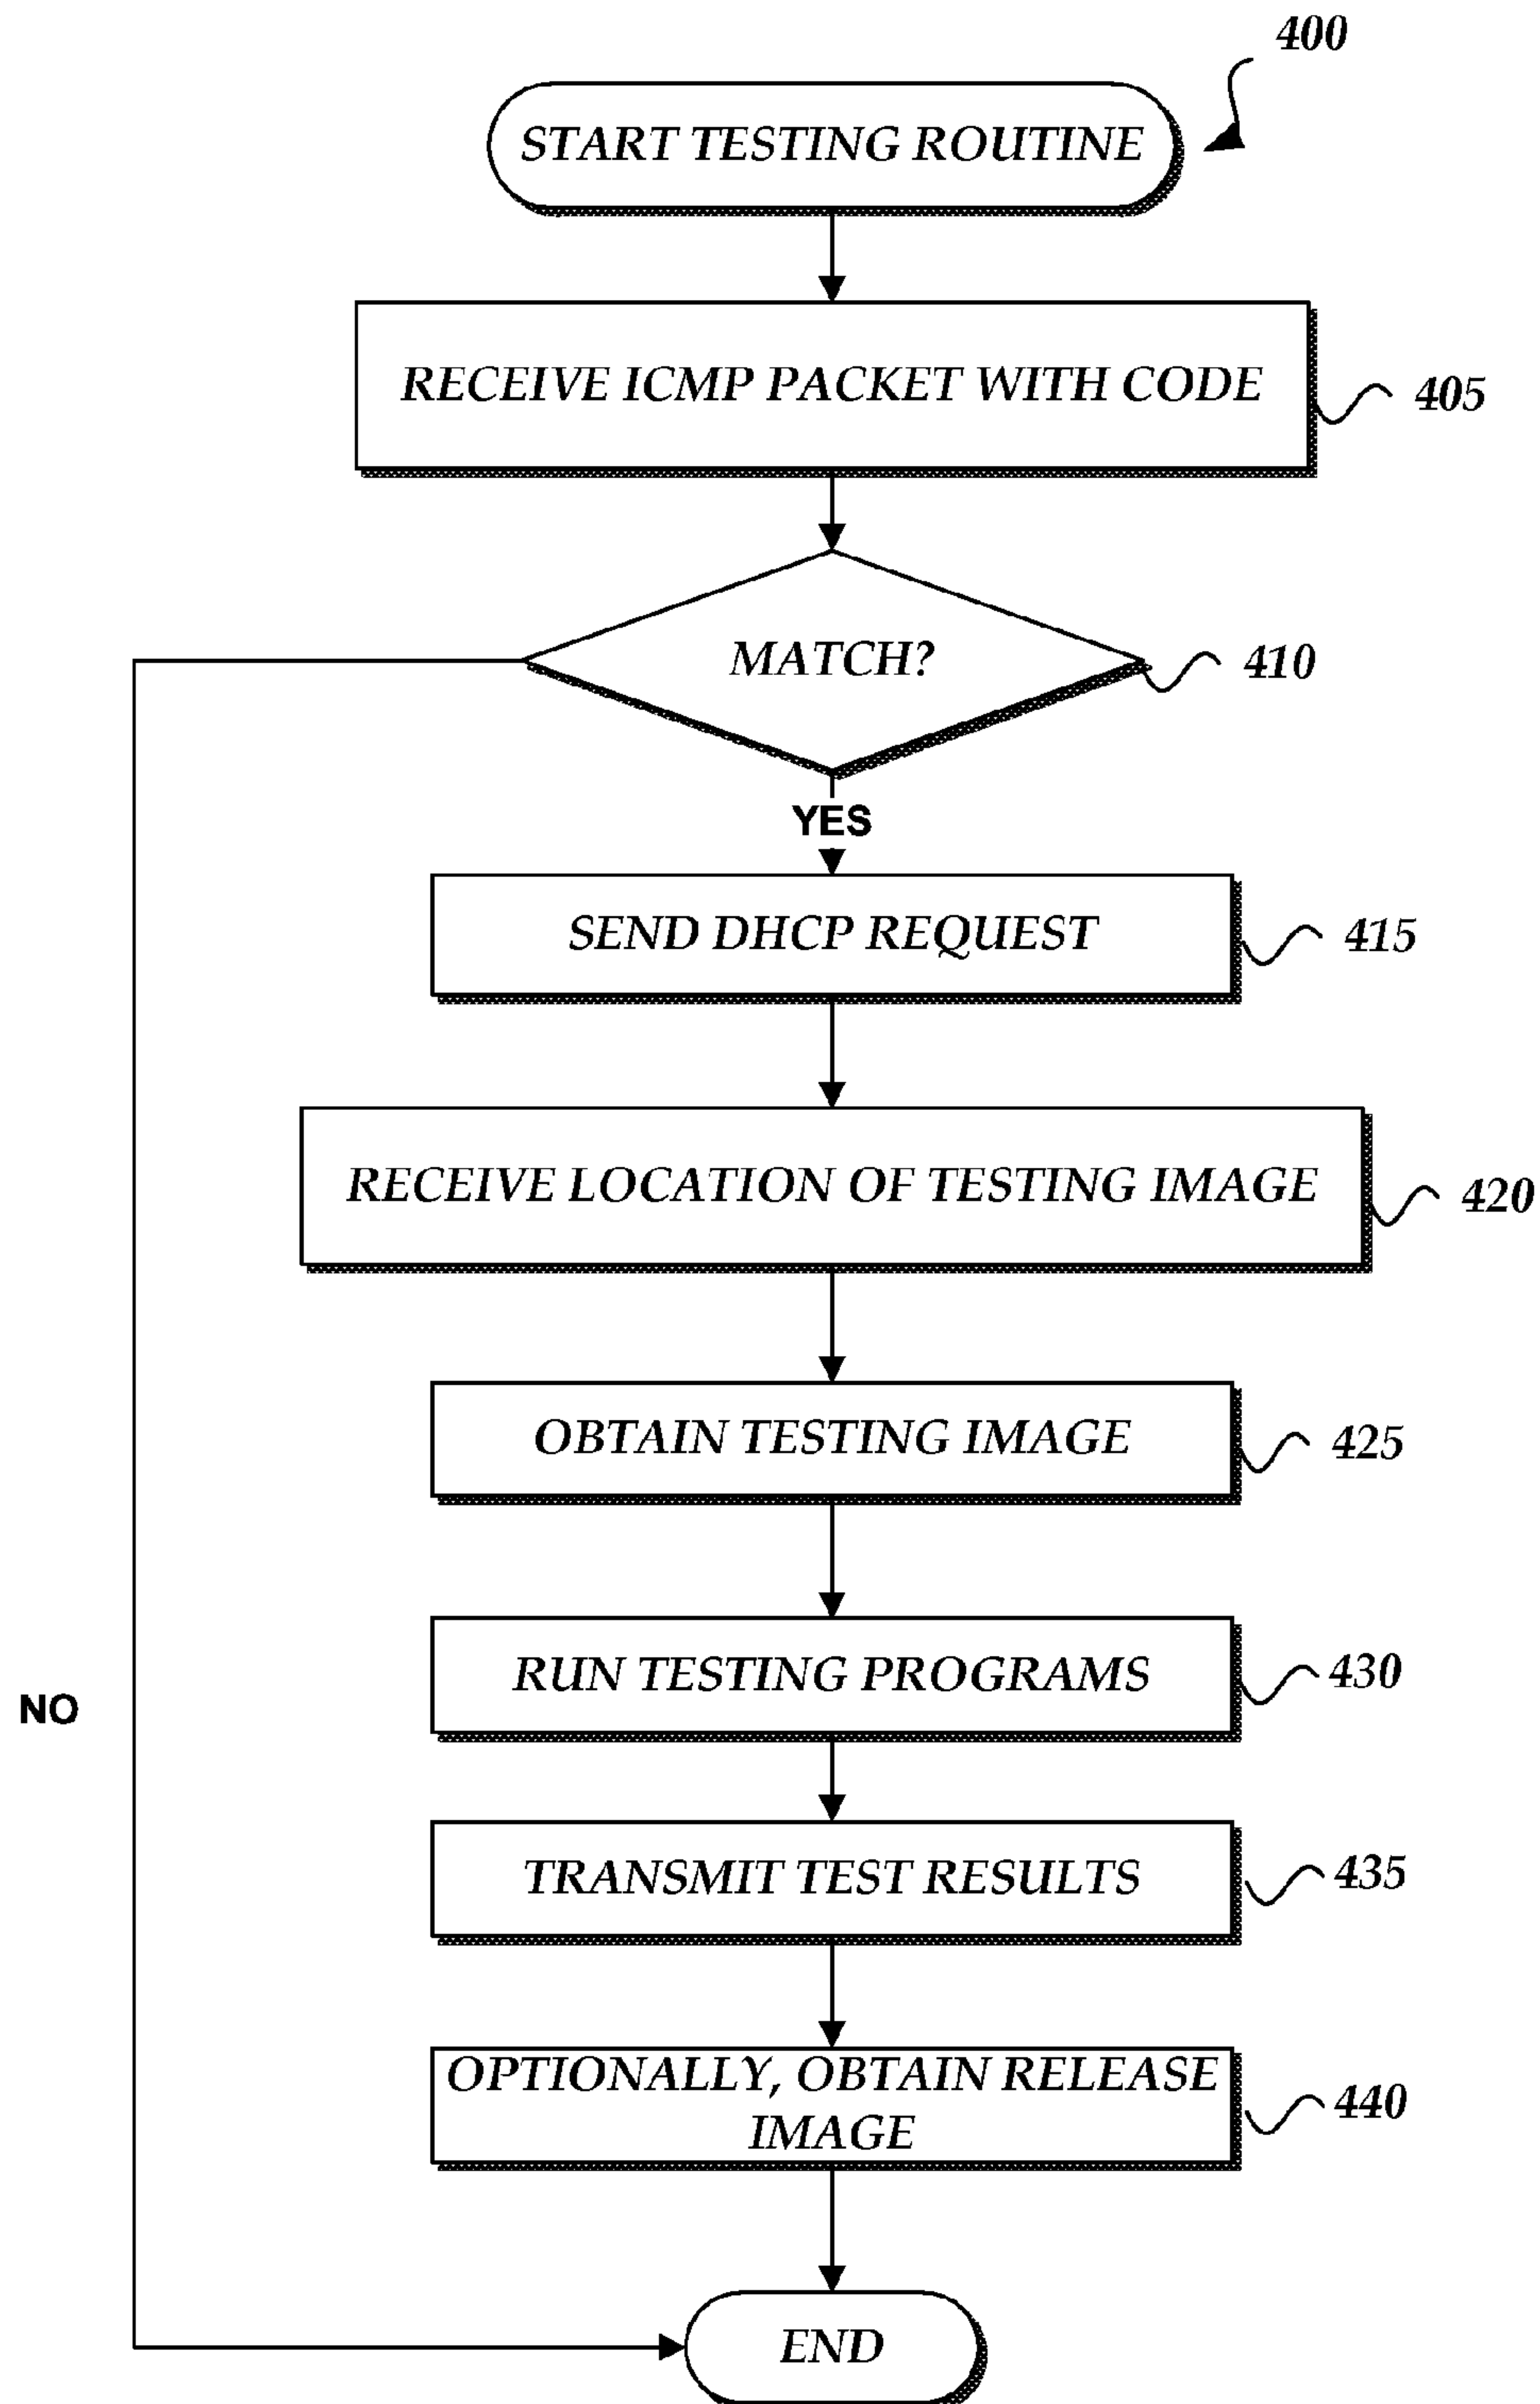 400
START TESTING ROUTINE
RECEIVE ICMP PACKET WITH CODE
405
MATCH?
410
YES
SEND DHCP REQUEST
415
RECEIVE LOCATION OF TESTING IMAGE
420
OBTAIN TESTING IMAGE
425
RUN TESTING PROGRAMS
430
NO
TRANSMIT TEST RESULTS
435
OPTIONALLY, OBTAIN RELEASE
IMAGE
440
END